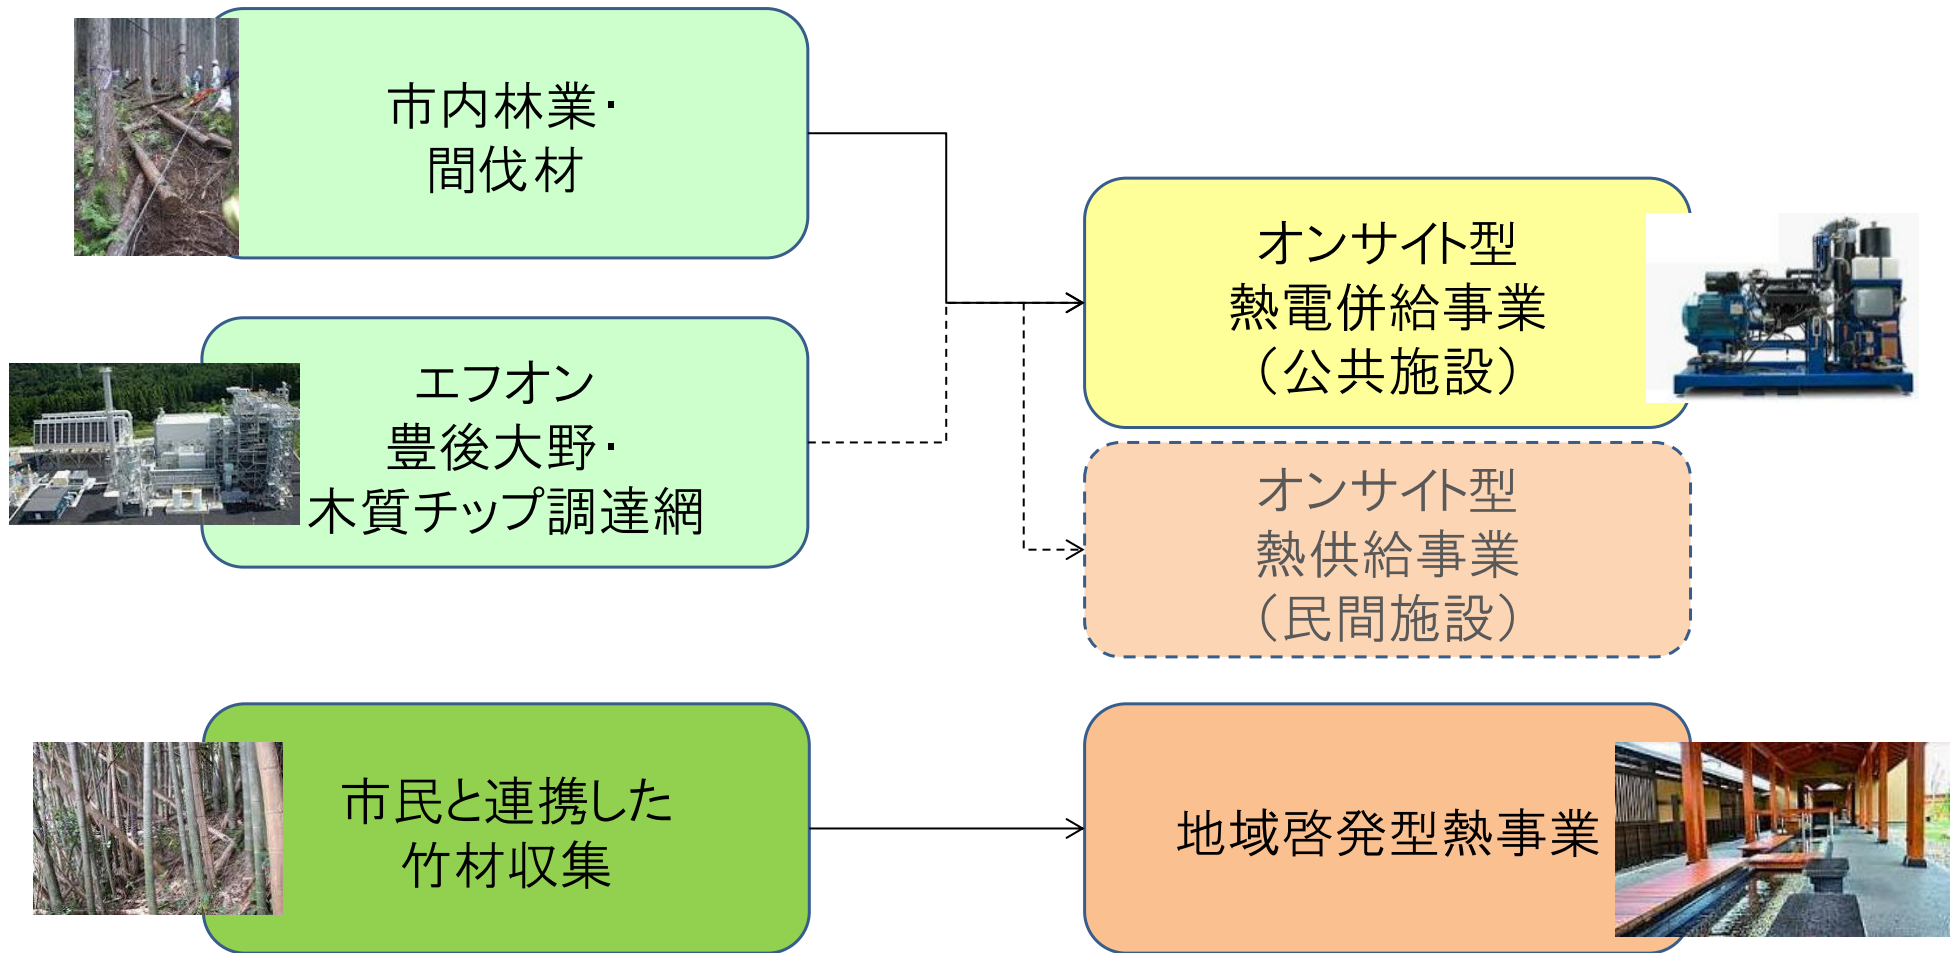 市内林業・
間伐材
エフオン
豊後大野・
木質チップ調達網
市民と連携した
竹材収集
オンサイト型
熱電併給事業
（公共施設）
オンサイト型
熱供給事業
（民間施設）
地域啓発型熱事業